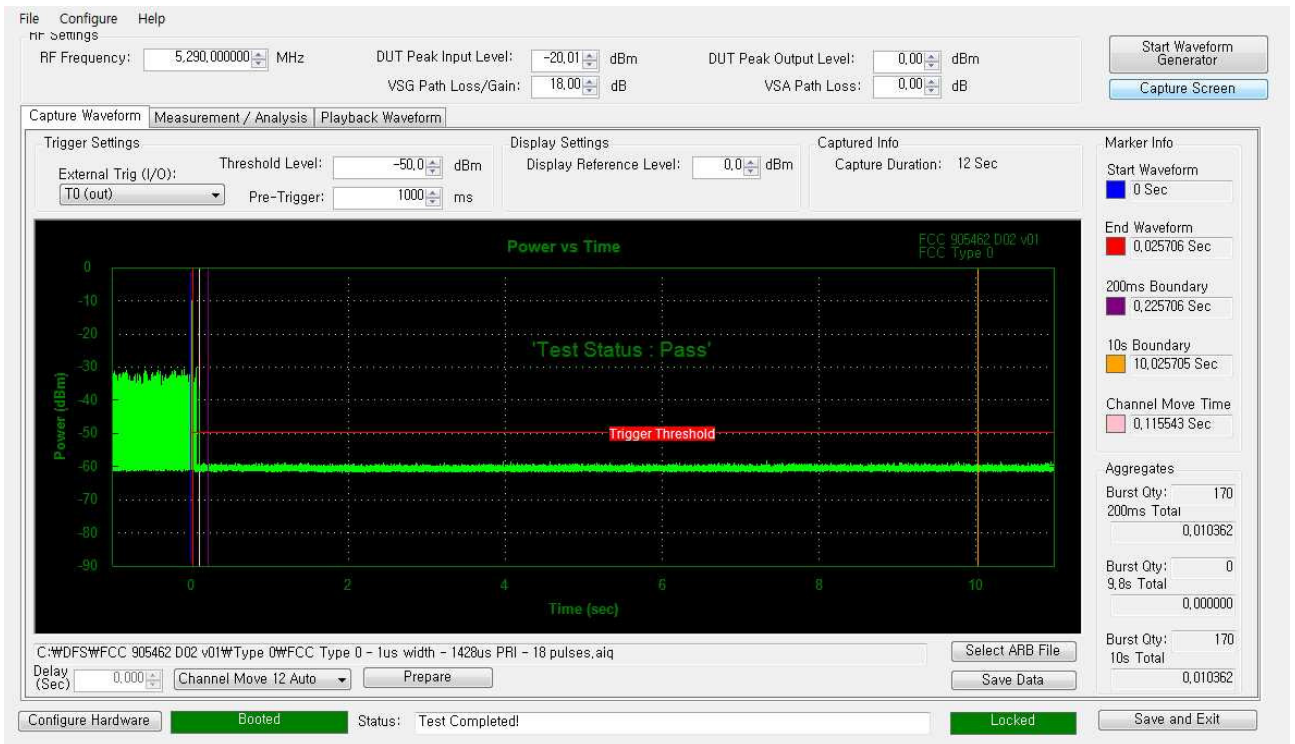 File Configure Help
RF Settings
RF Frequency: 5,290,000000 MHz DUT Peak Input Level: -20,01 dBm DUT Peak Output Level: 0,00 dBm
VSG Path Loss/Gain: 18,00 dB VSA Path Loss: 0,00 dB
Start Waveform
Generator
Capture Screen
Capture Waveform Measurement / Analysis Playback Waveform
Trigger Settings
External Trig (I/O):
T0 (out)
Threshold Level: -50,0 dBm
Pre-Trigger: 1000 ms
Display Settings
Display Reference Level: 0,0 dBm
Captured Info
Capture Duration: 12 Sec
Power vs Time
FCC 905462 D02 v01
FCC Type 0
'Test Status : Pass'
Trigger Threshold
Power (dBm)
0
-10
-20
-30
-40
-50
-60
-70
-80
-90
0 2 4 6 8 10
Time (sec)
Marker Info
Start Waveform
0 Sec
End Waveform
0,025706 Sec
200ms Boundary
0,225706 Sec
10s Boundary
10,025705 Sec
Channel Move Time
0,115543 Sec
Aggregates
Burst Qty: 170
200ms Total
0,010362
Burst Qty: 0
9,8s Total
0,000000
Burst Qty: 170
10s Total
0,010362
C:₩DFS₩FCC 905462 D02 v01₩Type 0₩FCC Type 0 - 1us width - 1428us PRI - 18 pulses,aiq
Select ARB File
Delay
(Sec) 0,000 Channel Move 12 Auto Prepare Save Data
Configure Hardware Booted Status: Test Completed! Locked Save and Exit